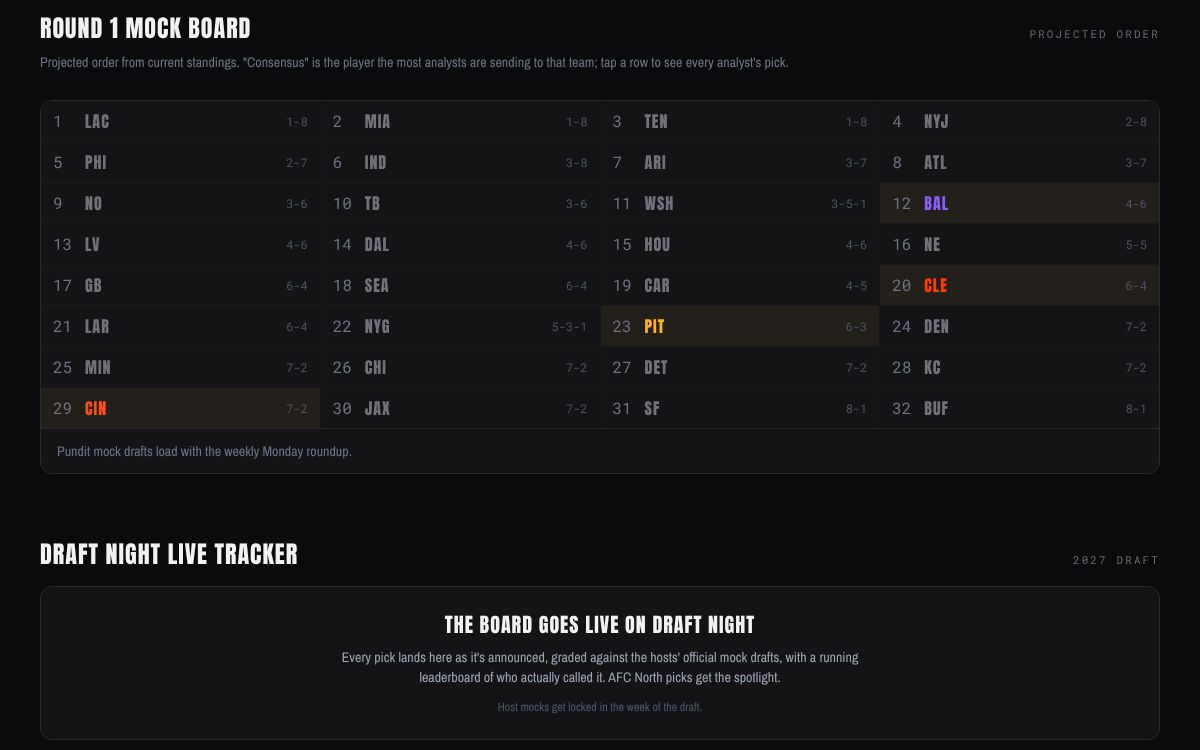 ROUND 1 MOCK BOARD
PROJECTED ORDER
Projected order from current standings. "Consensus" is the player the most analysts are sending to that team; tap a row to see every analyst's pick.
1 LAC 1-8 2 MIA 1-8 3 TEN 1-8 4 NYJ 2-8
5 PHI 2-7 6 IND 3-8 7 ARI 3-7 8 ATL 3-7
9 NO 3-6 10 TB 3-6 11 WSH 3-5-1 12 BAL 4-6
13 LV 4-6 14 DAL 4-6 15 HOU 4-6 16 NE 5-5
17 GB 6-4 18 SEA 6-4 19 CAR 4-5 20 CLE 6-4
21 LAR 6-4 22 NYG 5-3-1 23 PIT 6-3 24 DEN 7-2
25 MIN 7-2 26 CHI 7-2 27 DET 7-2 28 KC 7-2
29 CIN 7-2 30 JAX 7-2 31 SF 8-1 32 BUF 8-1
Pundit mock drafts load with the weekly Monday roundup.
DRAFT NIGHT LIVE TRACKER
2027 DRAFT
THE BOARD GOES LIVE ON DRAFT NIGHT
Every pick lands here as it's announced, graded against the hosts' official mock drafts, with a running
leaderboard of who actually called it. AFC North picks get the spotlight.
Host mocks get locked in the week of the draft.